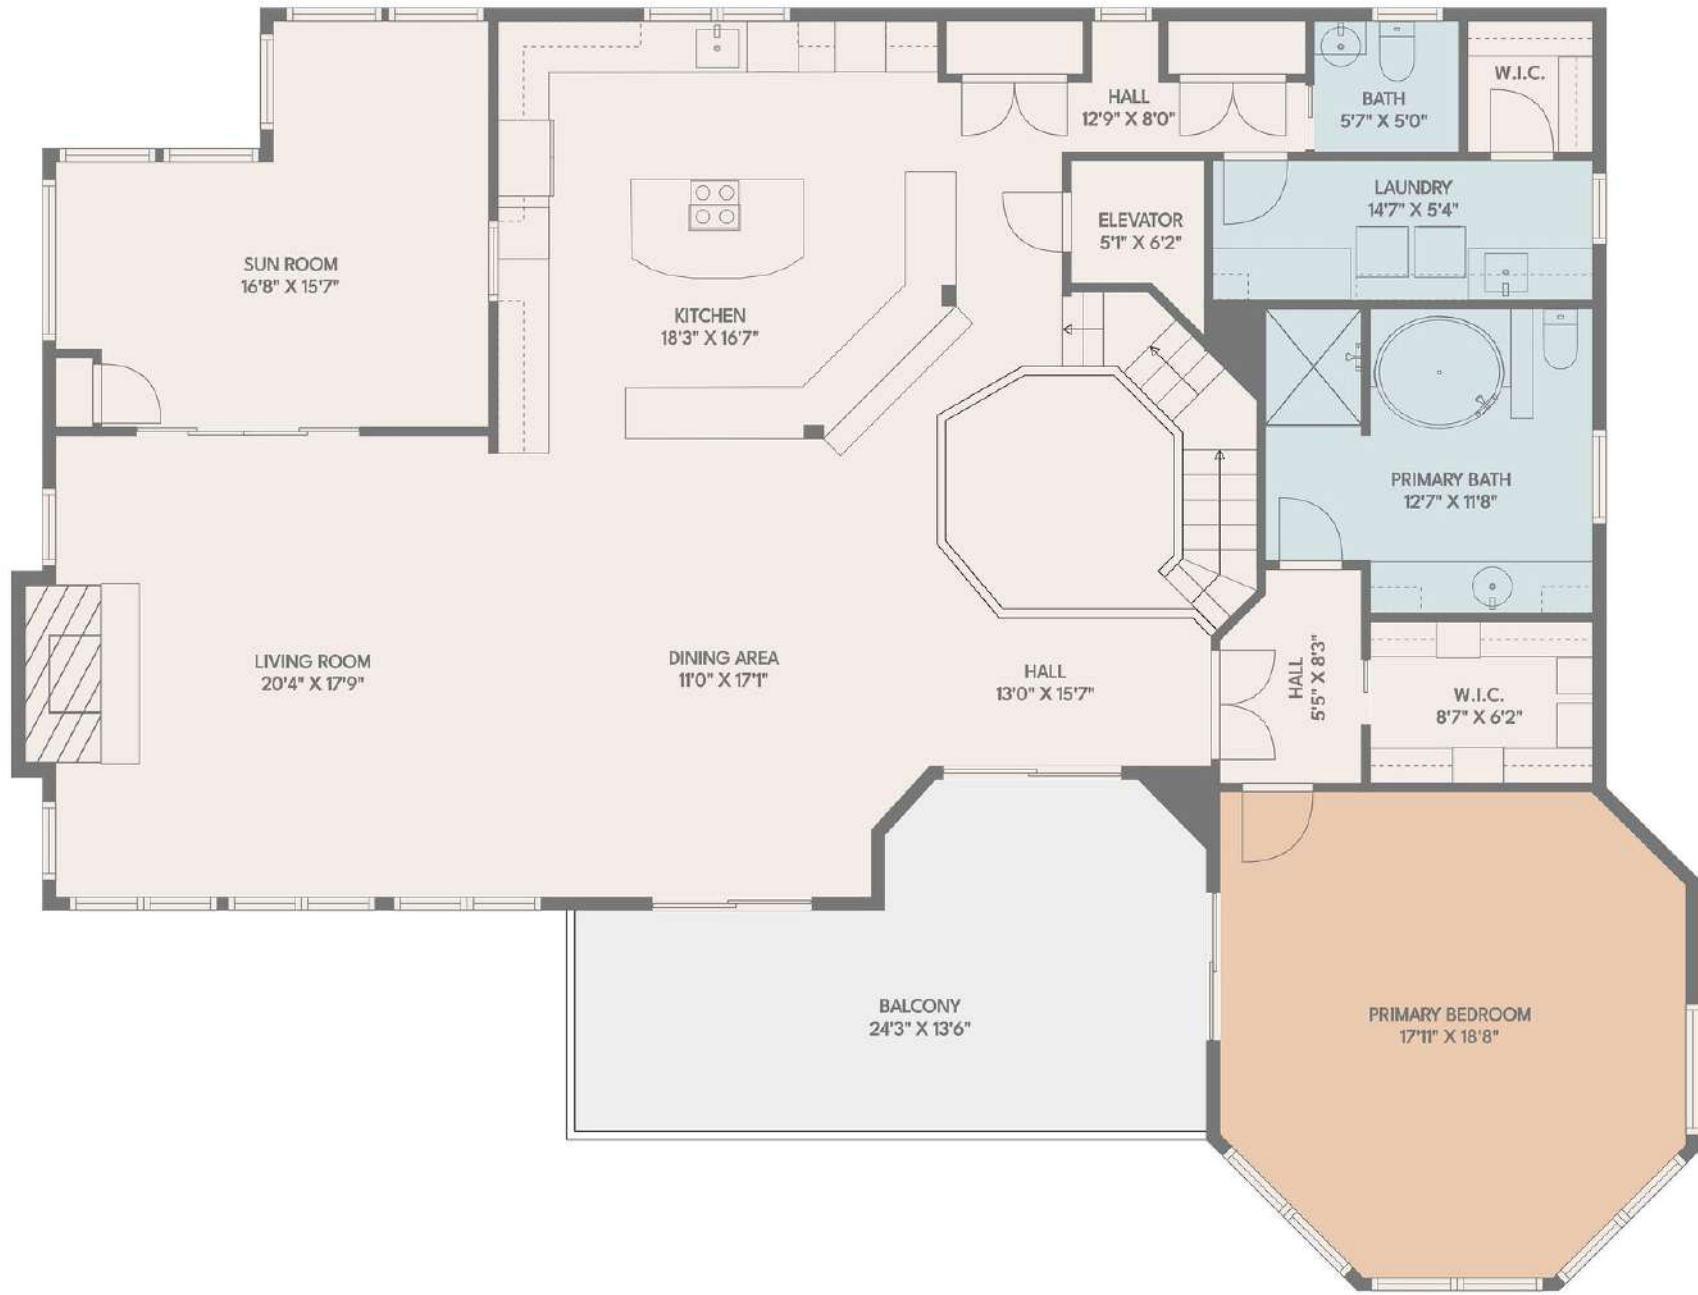 HALL
12'9" X 8'0"
BATH
5'7" X 5'0"
W.I.C.
LAUNDRY
14'7" X 5'4"
ELEVATOR
5'1" X 6'2"
SUN ROOM
16'8" X 15'7"
KITCHEN
18'3" X 16'7"
PRIMARY BATH
12'7" X 11'8"
LIVING ROOM
20'4" X 17'9"
DINING AREA
11'0" X 17'1"
HALL
13'0" X 15'7"
HALL
5'5" X 8'3"
W.I.C.
8'7" X 6'2"
BALCONY
24'3" X 13'6"
PRIMARY BEDROOM
17'11" X 18'8"